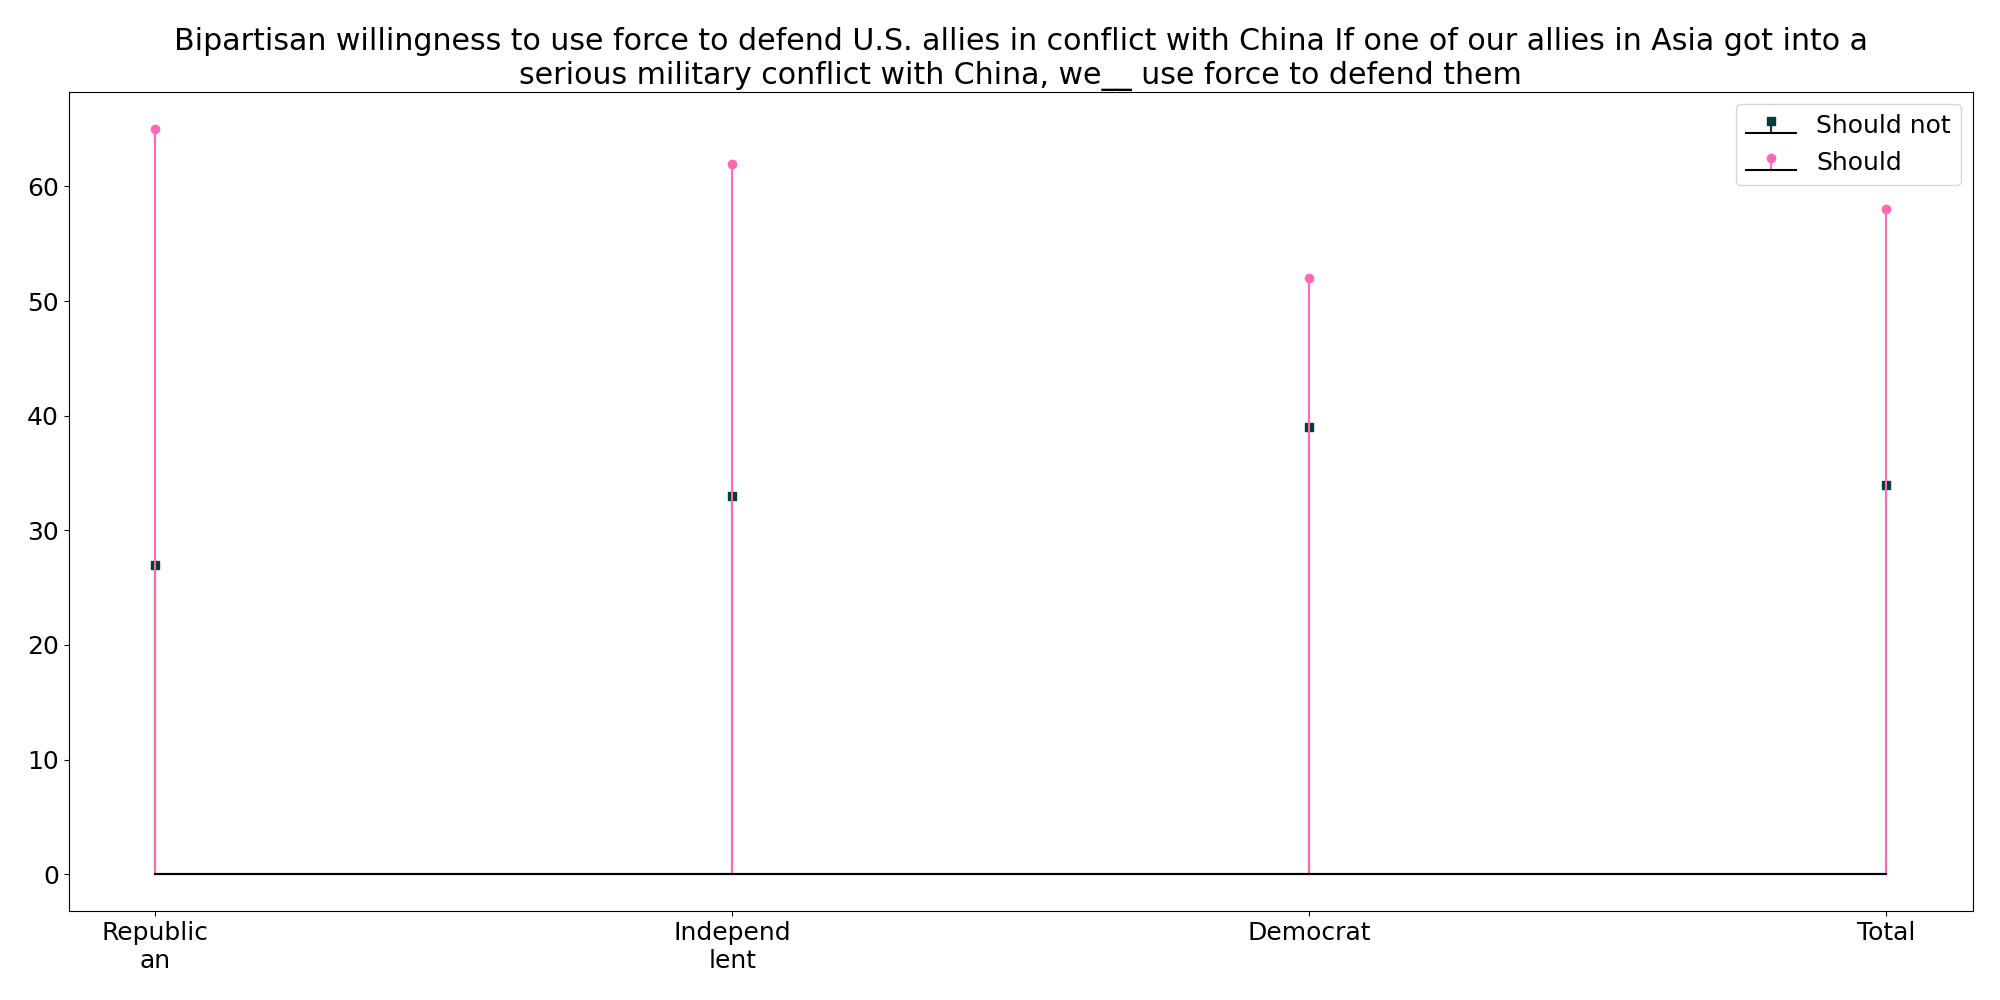 Bipartisan willingness to use force to defend U.S. allies in conflict with China If one of our allies in Asia got into a
serious military conflict with China, we__ use force to defend them
Should not
Should
60
50
40
30
20
10
0
Republic
an
Independ
lent
Democrat
Total